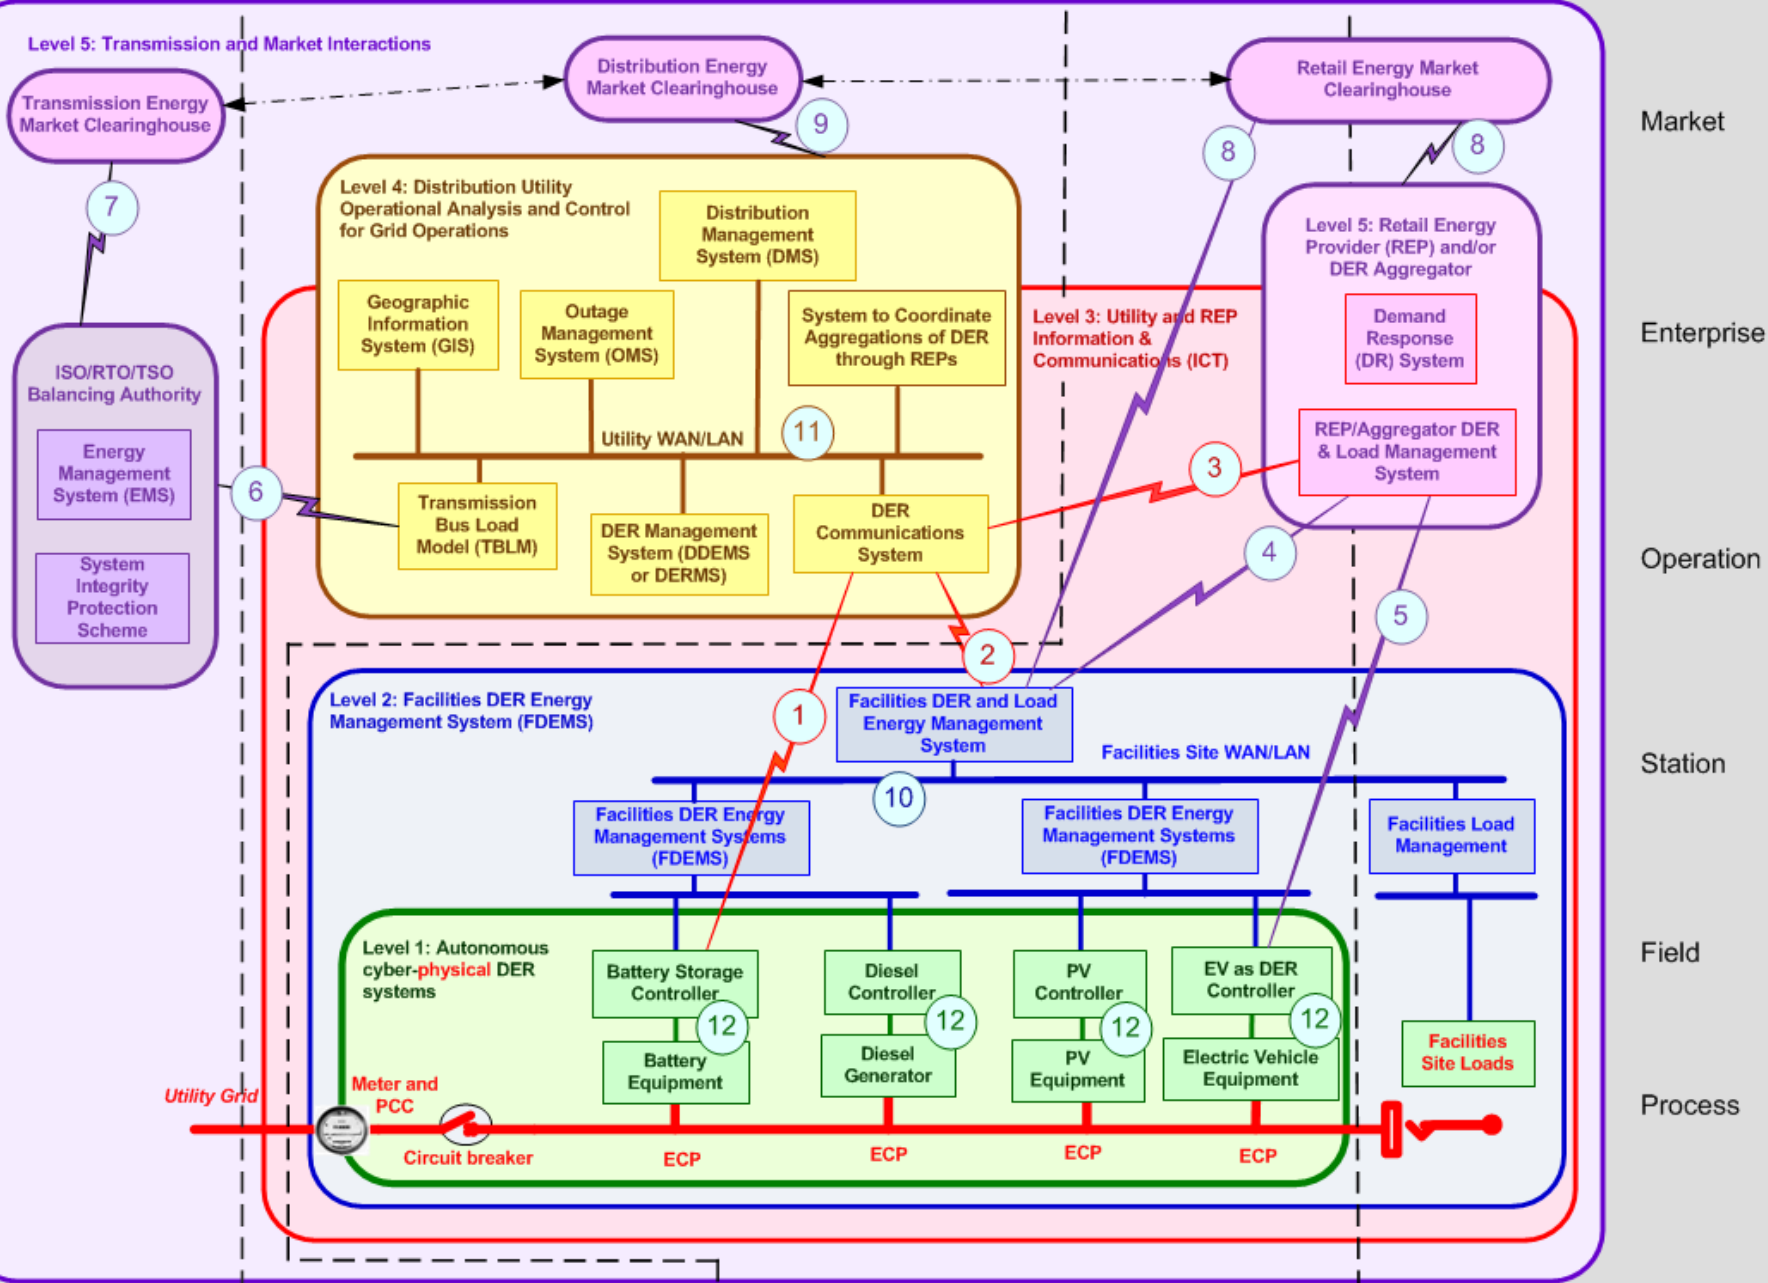 Level 5: Transmission and Market Interactions
Transmission Energy
Market Clearinghouse
Distribution Energy
Market Clearinghouse
Retail Energy Market
Clearinghouse
Market
9
8
8
7
Level 4: Distribution Utility
Operational Analysis and Control
for Grid Operations
Distribution
Management
System (DMS)
Geographic
Information
System (GIS)
Outage
Management
System (OMS)
System to Coordinate
Aggregations of DER
through REPs
Level 3: Utility and REP
Information &
Communications (ICT)
Level 5: Retail Energy
Provider (REP) and/or
DER Aggregator
Demand
Response
(DR) System
REP/Aggregator DER
& Load Management
System
Enterprise
ISO/RTO/TSO
Balancing Authority
Energy
Management
System (EMS)
System
Integrity
Protection
Scheme
6
Utility WAN/LAN
11
Transmission
Bus Load
Model (TBLM)
DER Management
System (DDEMS
or DERMS)
DER
Communications
System
3
4
5
Operation
2
1
Level 2: Facilities DER Energy
Management System (FDEMS)
Facilities DER and Load
Energy Management
System
Facilities Site WAN/LAN
10
Station
Facilities DER Energy
Management Systems
(FDEMS)
Facilities DER Energy
Management Systems
(FDEMS)
Facilities Load
Management
Level 1: Autonomous
cyber-physical DER
systems
Battery Storage
Controller
12
Diesel
Controller
12
PV
Controller
12
EV as DER
Controller
12
Field
Battery
Equipment
Diesel
Generator
PV
Equipment
Electric Vehicle
Equipment
Facilities
Site Loads
Utility Grid
Meter and
PCC
Circuit breaker
ECP
ECP
ECP
ECP
Process